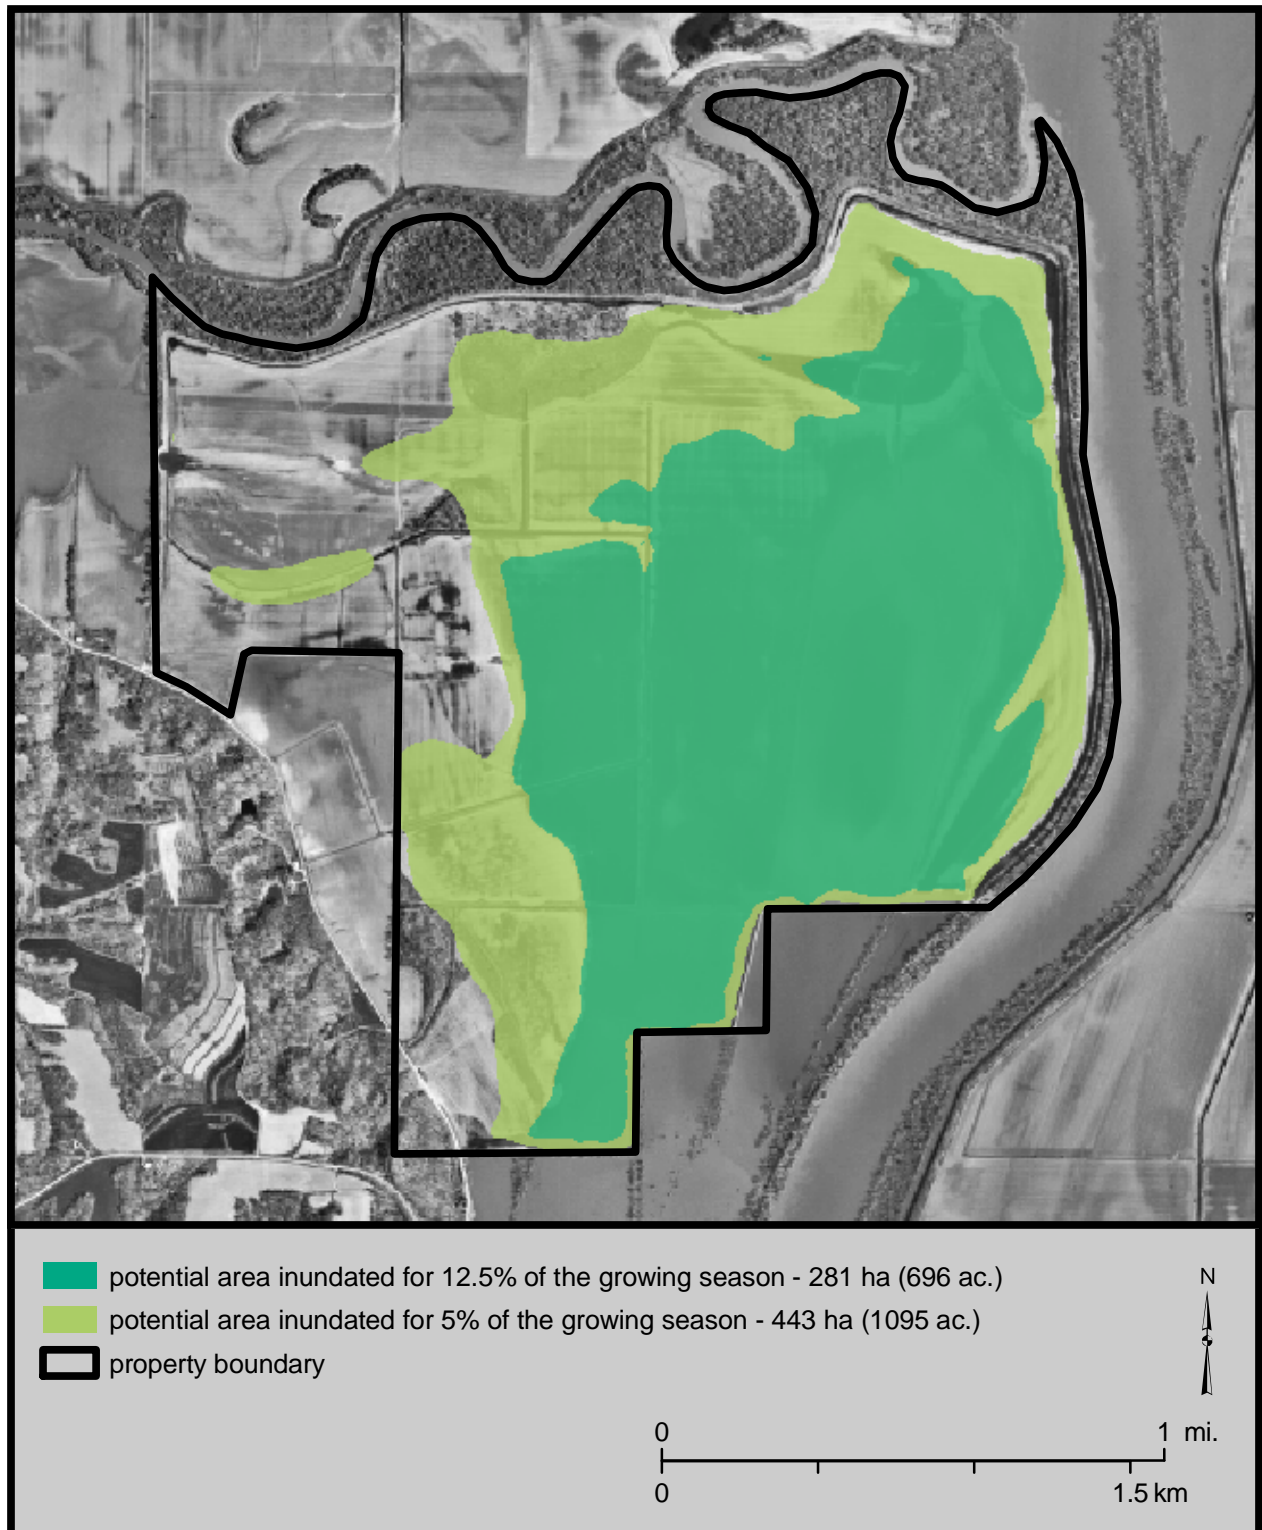 potential area inundated for 12.5% of the growing season - 281 ha (696 ac.)
potential area inundated for 5% of the growing season - 443 ha (1095 ac.)
property boundary
N
0 1 mi.
0 1.5 km